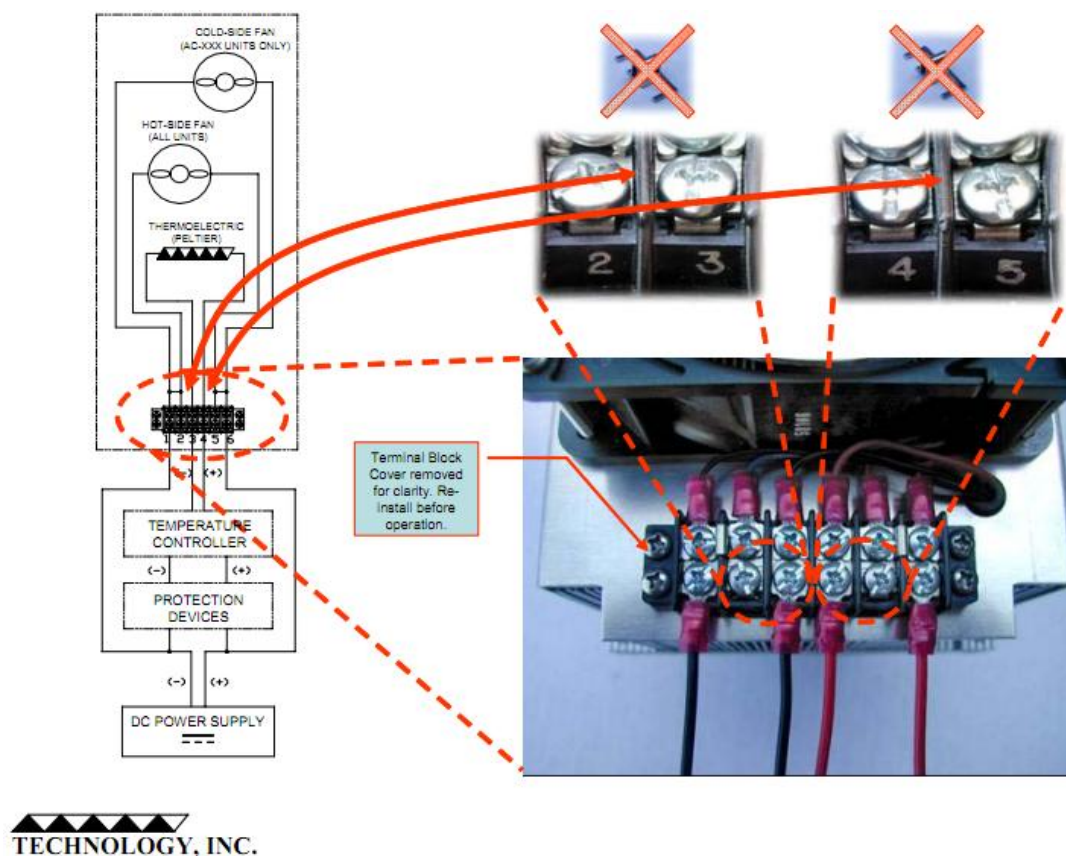 COLD-SIDE FAN
(AC-XXX UNITS ONLY)
HOT-SIDE FAN
(ALL UNITS)
THERMOELECTRIC
(PELTIER)
1 2 3 4 5 6
(-) (+)
TEMPERATURE
CONTROLLER
(-) (+)
PROTECTION
DEVICES
(-) (+)
DC POWER SUPPLY
2 3
4 5
Terminal Block
Cover removed
for clarity. Re-
install before
operation.
TECHNOLOGY, INC.